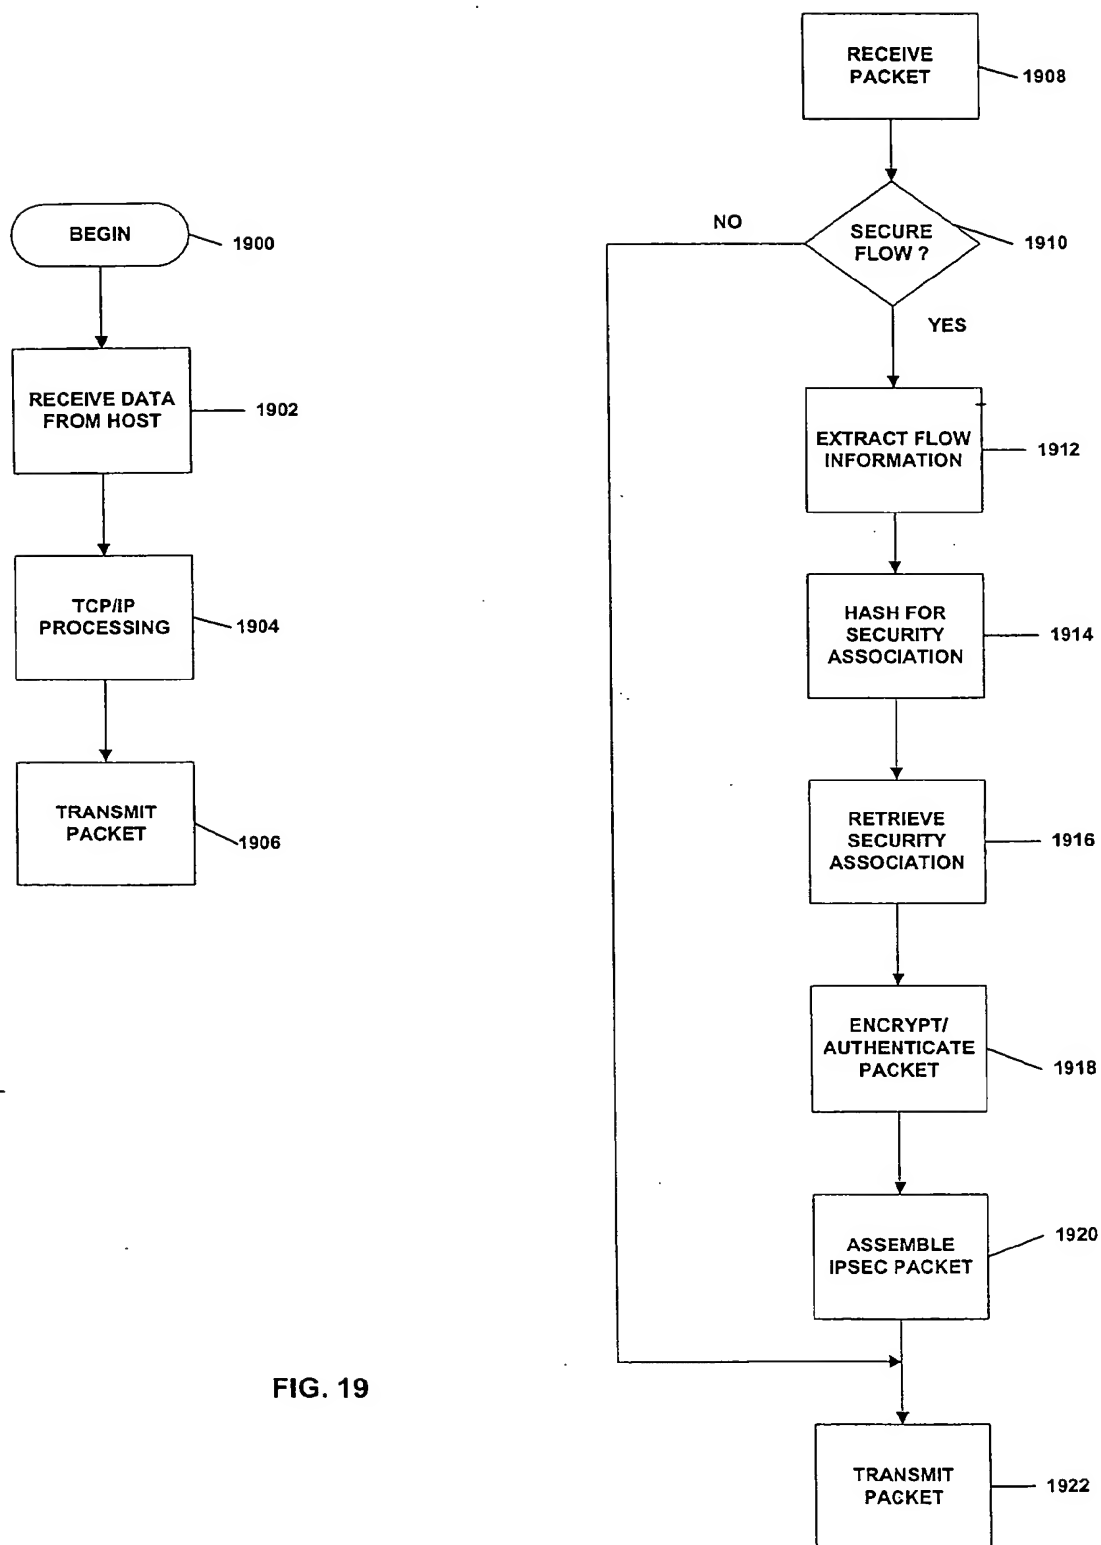 BEGIN
1900
RECEIVE DATA
FROM HOST
1902
TCP/IP
PROCESSING
1904
TRANSMIT
PACKET
1906
RECEIVE
PACKET
1908
SECURE
FLOW ?
1910
NO
YES
EXTRACT FLOW
INFORMATION
1912
HASH FOR
SECURITY
ASSOCIATION
1914
RETRIEVE
SECURITY
ASSOCIATION
1916
ENCRYPT/
AUTHENTICATE
PACKET
1918
ASSEMBLE
IPSEC PACKET
1920
TRANSMIT
PACKET
1922
FIG. 19